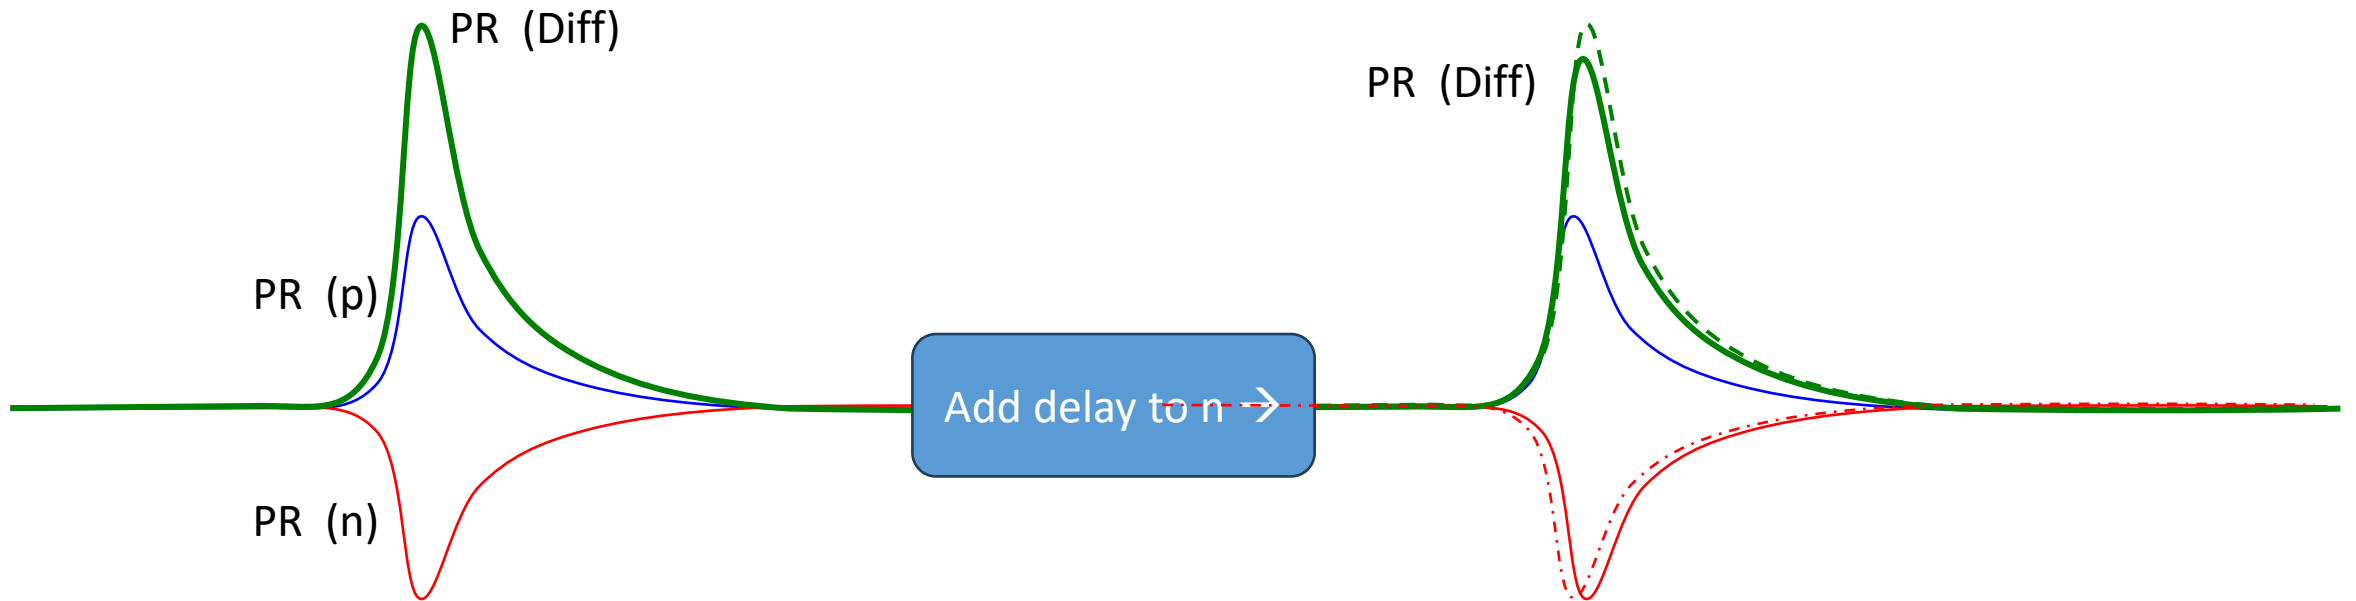 PR (Diff)
PR (p)
PR (n)
Add delay to n →
PR (Diff)